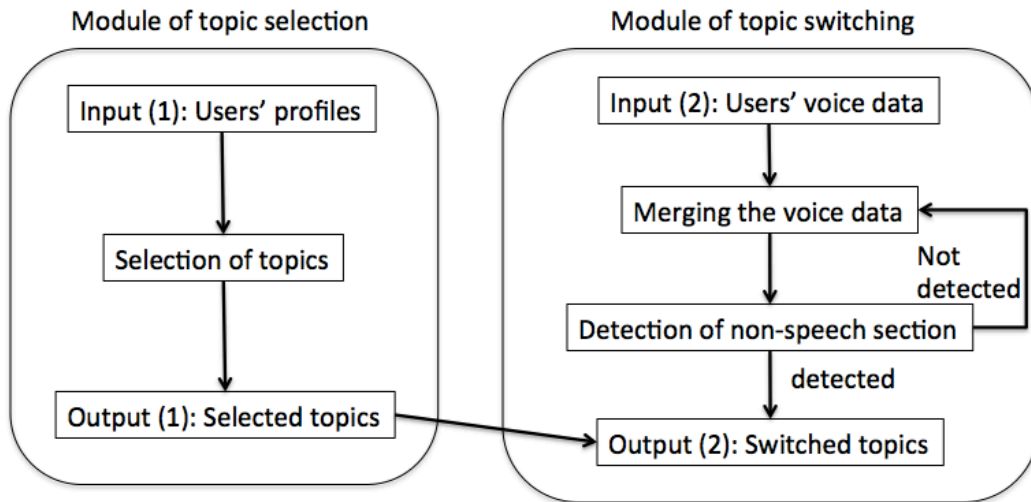 Module of topic selection
Input (1): Users’ profiles
Selection of topics
Output (1): Selected topics
Module of topic switching
Input (2): Users’ voice data
Merging the voice data
Not
detected
Detection of non-speech section
detected
Output (2): Switched topics